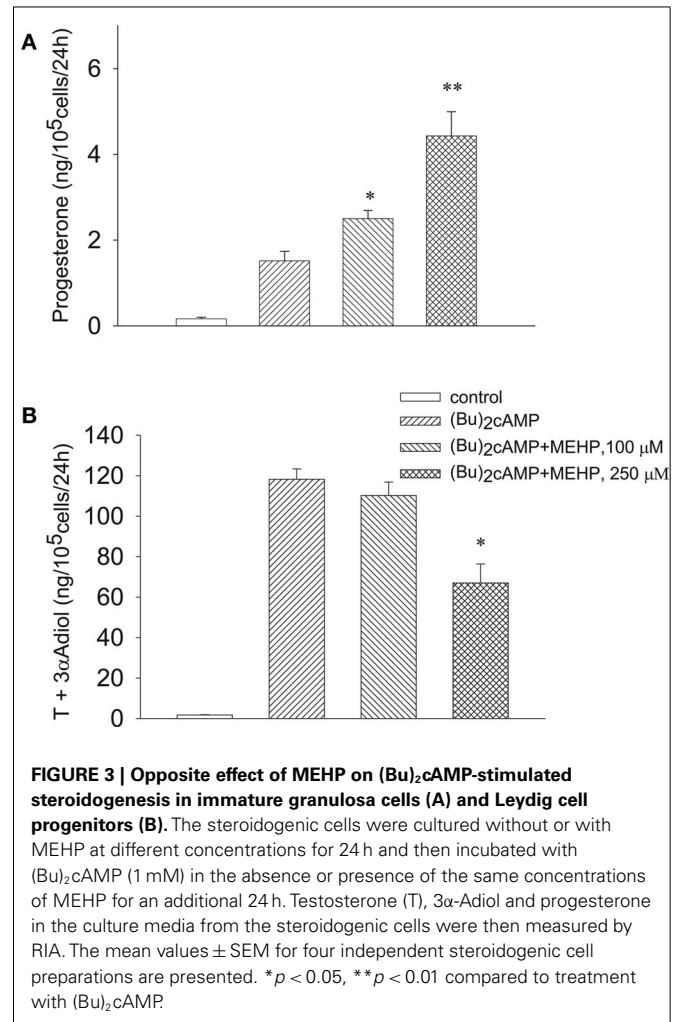 A
Progesterone (ng/10⁵cells/24h)
6
4
2
0
*
**
B
T + 3αAdiol (ng/10⁵cells/24h)
140
120
100
80
60
40
20
0
control
(Bu)₂cAMP
(Bu)₂cAMP+MEHP,100 μM
(Bu)₂cAMP+MEHP, 250 μM
*
FIGURE 3 | Opposite effect of MEHP on (Bu)₂cAMP-stimulated
steroidogenesis in immature granulosa cells (A) and Leydig cell
progenitors (B). The steroidogenic cells were cultured without or with
MEHP at different concentrations for 24 h and then incubated with
(Bu)₂cAMP (1 mM) in the absence or presence of the same concentrations
of MEHP for an additional 24 h. Testosterone (T), 3α-Adiol and progesterone
in the culture media from the steroidogenic cells were then measured by
RIA. The mean values ± SEM for four independent steroidogenic cell
preparations are presented. *p < 0.05, **p < 0.01 compared to treatment
with (Bu)₂cAMP.